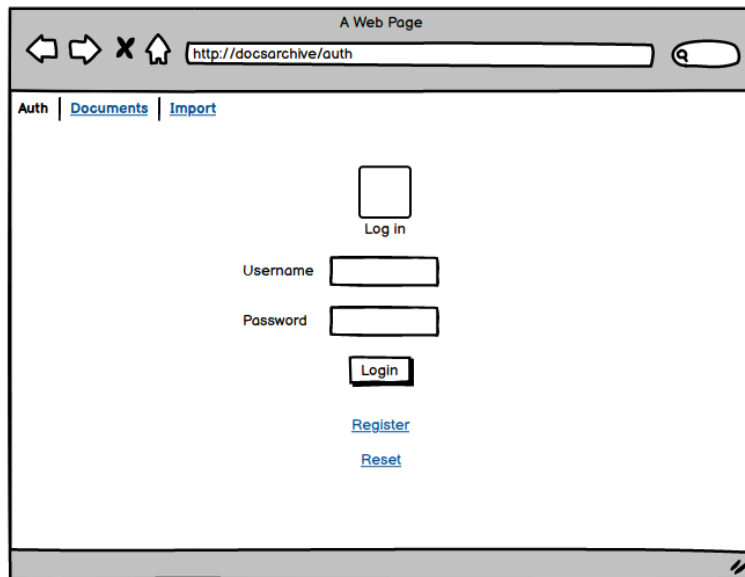 A Web Page
http://docsarchive/auth
Auth Documents Import
Log in
Username
Password
Login
Register
Reset